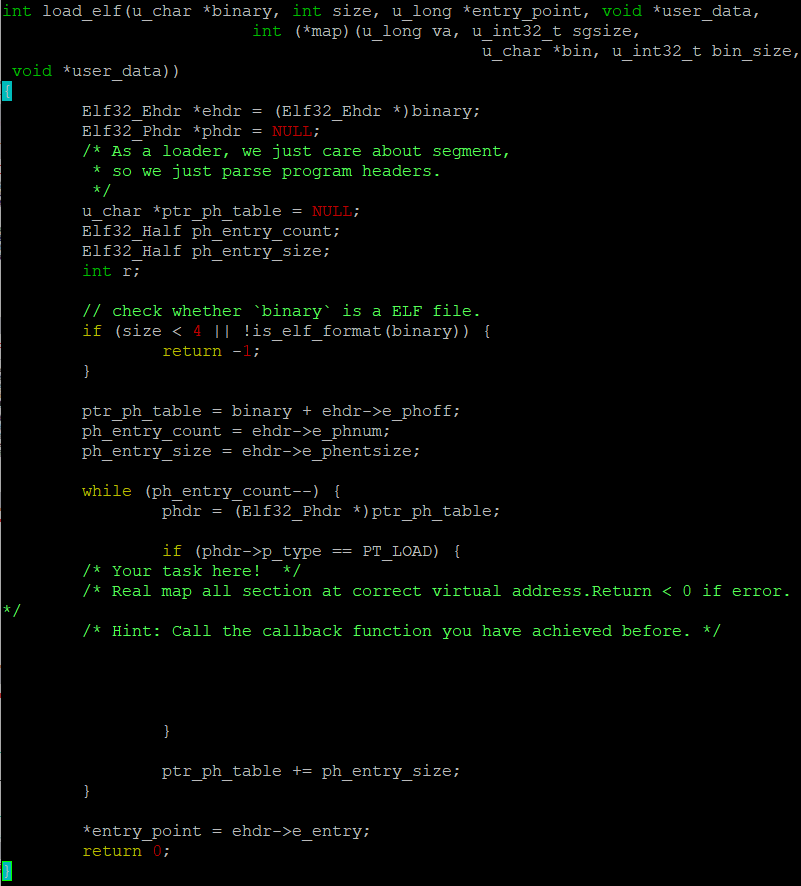 int load_elf(u_char *binary, int size, u_long *entry_point, void *user_data,
                         int (*map)(u_long va, u_int32_t sgsize,
                                                u_char *bin, u_int32_t bin_size,
 void *user_data))
{
        Elf32_Ehdr *ehdr = (Elf32_Ehdr *)binary;
        Elf32_Phdr *phdr = NULL;
        /* As a loader, we just care about segment,
         * so we just parse program headers.
         */
        u_char *ptr_ph_table = NULL;
        Elf32_Half ph_entry_count;
        Elf32_Half ph_entry_size;
        int r;

        // check whether `binary` is a ELF file.
        if (size < 4 || !is_elf_format(binary)) {
                return -1;
        }

        ptr_ph_table = binary + ehdr->e_phoff;
        ph_entry_count = ehdr->e_phnum;
        ph_entry_size = ehdr->e_phentsize;

        while (ph_entry_count--) {
                phdr = (Elf32_Phdr *)ptr_ph_table;

                if (phdr->p_type == PT_LOAD) {
        /* Your task here!  */
        /* Real map all section at correct virtual address.Return < 0 if error.
*/
        /* Hint: Call the callback function you have achieved before. */

                }

                ptr_ph_table += ph_entry_size;
        }

        *entry_point = ehdr->e_entry;
        return 0;
}